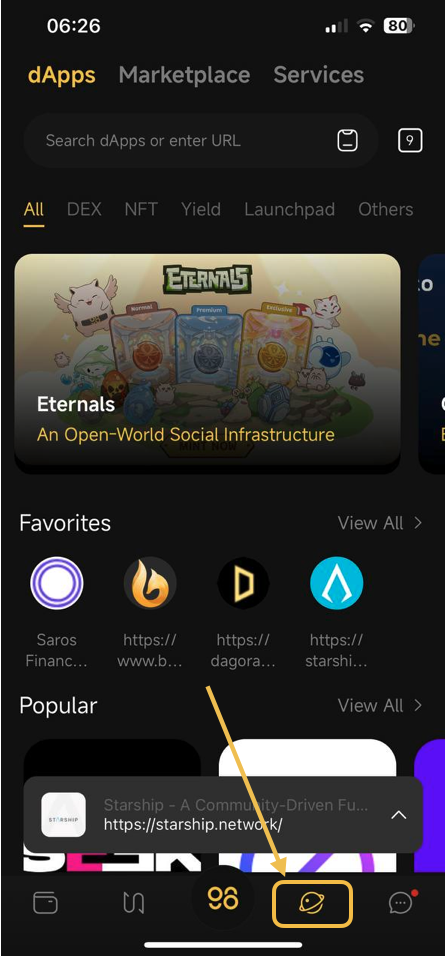 06:26
80
dApps Marketplace Services
Search dApps or enter URL
9
All DEX NFT Yield Launchpad Others
ETERNALS
Normal Premium Exclusive
Eternals
An Open-World Social Infrastructure
Favorites
View All
Saros
Financ...
https://
www.b...
https://
dagora...
https://
starshi...
Popular
View All
STARSHIP
Starship - A Community-Driven Fu...
https://starship.network/